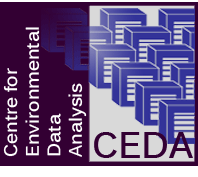 Centre for
Environmental
Data
Analysis
CEDA